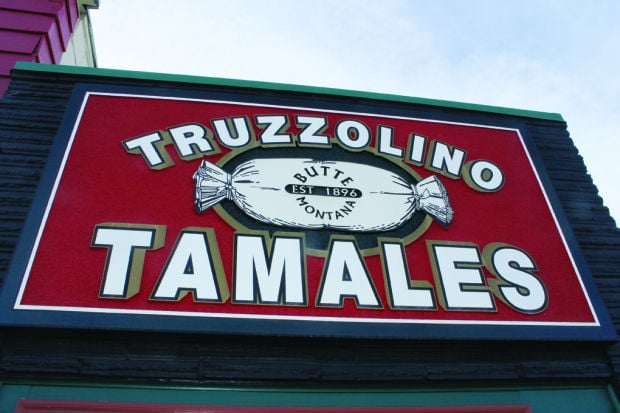 TRUZZOLINO
BUTTE
EST 1896
MONTANA
TAMALES